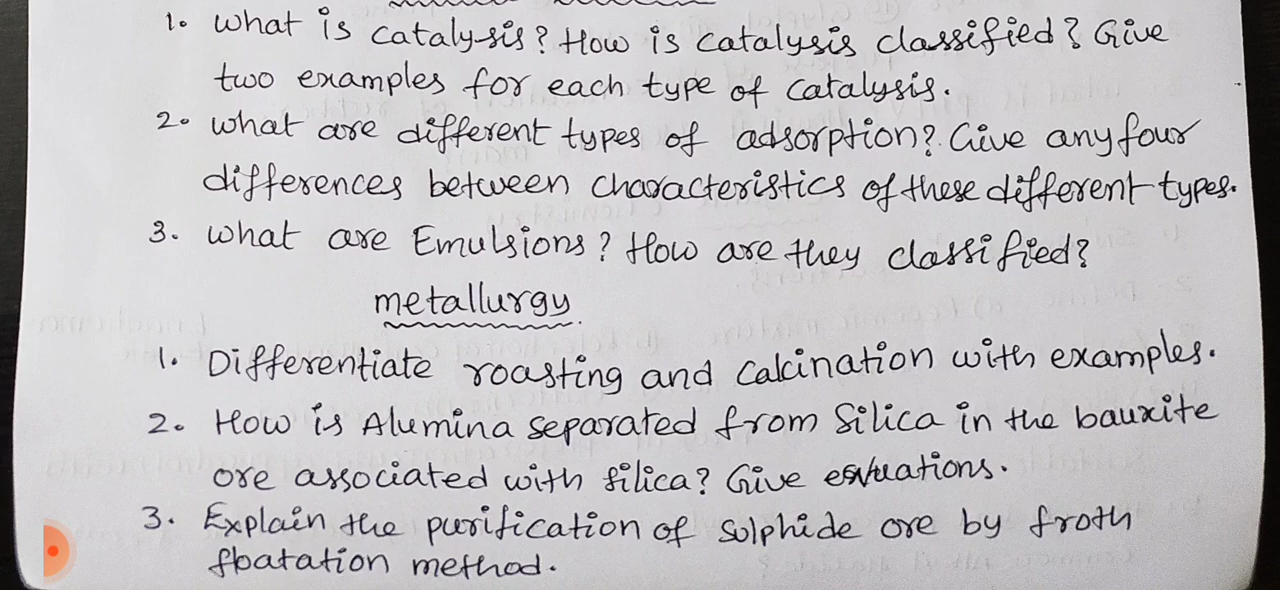 1. What is catalysis? How is catalysis classified? Give
two examples for each type of catalysis.
2. What are different types of adsorption? Give any four
differences between characteristics of these different types.
3. What are Emulsions? How are they classified?
metallurgy
1. Differentiate roasting and calcination with examples.
2. How is Alumina separated from Silica in the bauxite
ore associated with silica? Give equations.
3. Explain the purification of sulphide ore by froth
floatation method.